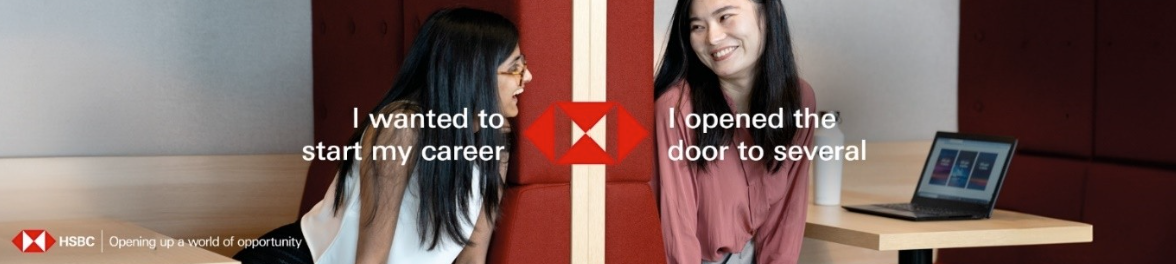 I wanted to
start my career
I opened the
door to several
HSBC
Opening up a world of opportunity